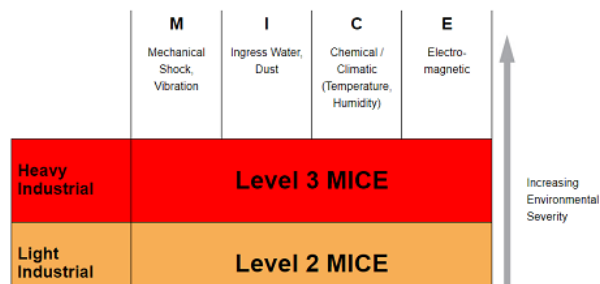 M
I
C
E
Mechanical
Shock,
Vibration
Ingress Water,
Dust
Chemical /
Climatic
(Temperature,
Humidity)
Electro-
magnetic
Heavy
Industrial
Level 3 MICE
Increasing
Environmental
Severity
Light
Industrial
Level 2 MICE